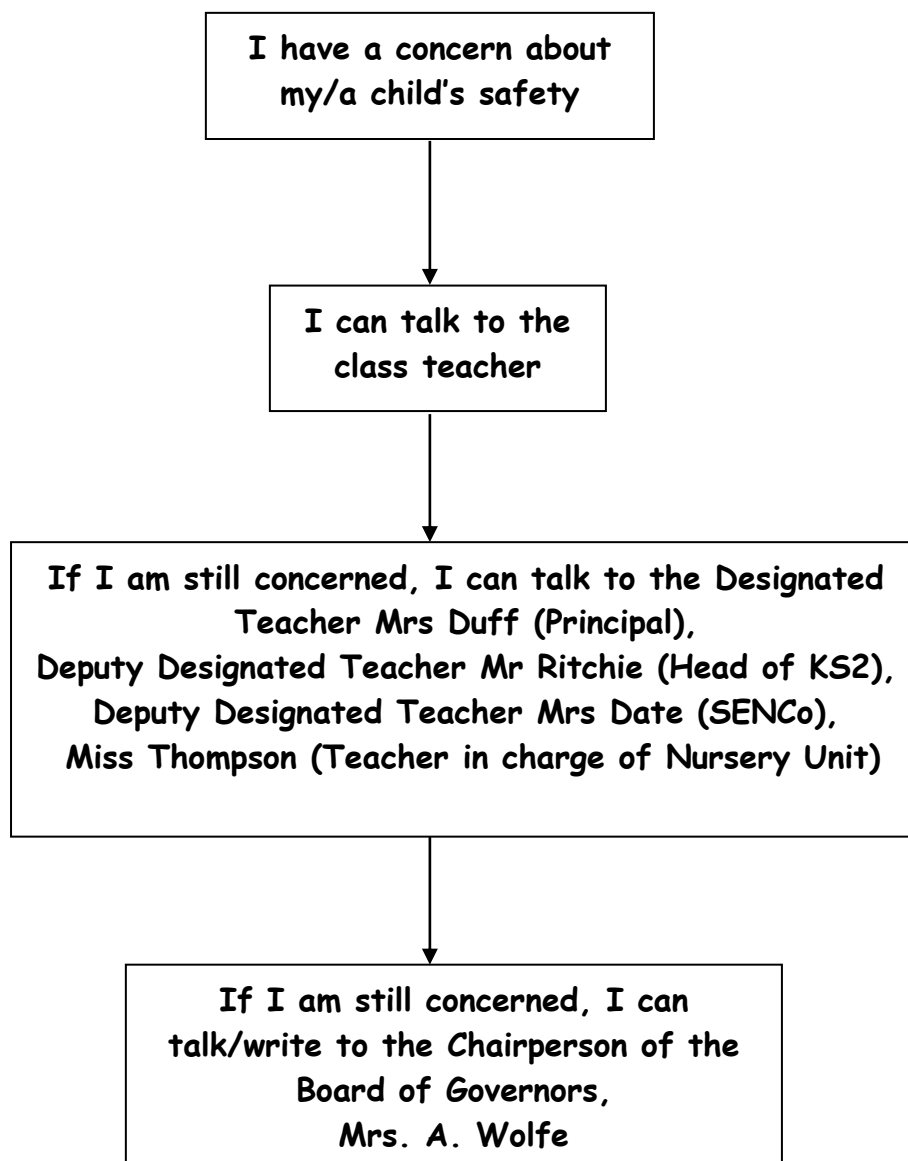 I have a concern about
my/a child's safety
I can talk to the
class teacher
If I am still concerned, I can talk to the Designated
Teacher Mrs Duff (Principal),
Deputy Designated Teacher Mr Ritchie (Head of KS2),
Deputy Designated Teacher Mrs Date (SENCo),
Miss Thompson (Teacher in charge of Nursery Unit)
If I am still concerned, I can
talk/write to the Chairperson of the
Board of Governors,
Mrs. A. Wolfe